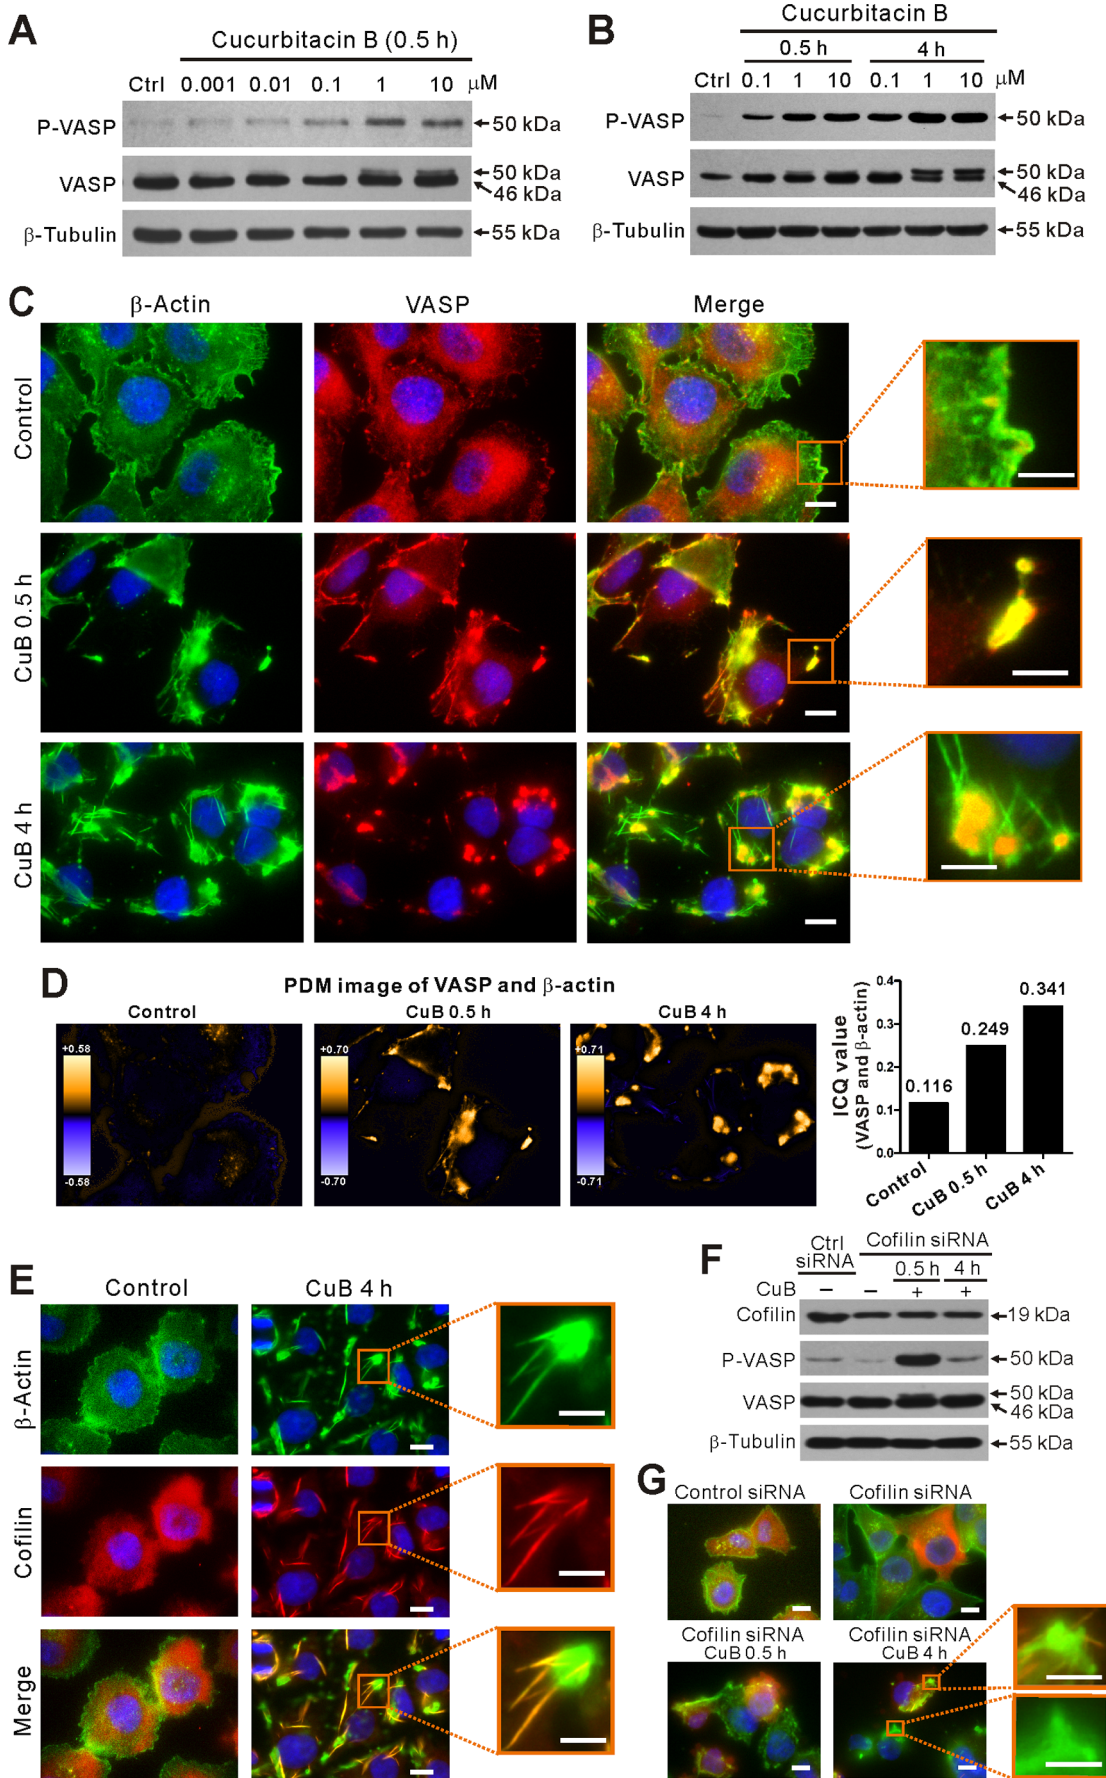 A
Cucurbitacin B (0.5 h)
Ctrl 0.001 0.01 0.1 1 10 μM
P-VASP 50 kDa
VASP 50 kDa
46 kDa
β-Tubulin 55 kDa
B
Cucurbitacin B
0.5 h 4 h
Ctrl 0.1 1 10 0.1 1 10 μM
P-VASP 50 kDa
VASP 50 kDa
46 kDa
β-Tubulin 55 kDa
C
β-Actin VASP Merge
Control
CuB 0.5 h
CuB 4 h
D
PDM image of VASP and β-actin
Control CuB 0.5 h CuB 4 h
+0.58 +0.70 +0.71
-0.58 -0.70 -0.71
ICQ value
(VASP and β-actin)
0.4
0.3
0.2
0.1
0.0
0.116
0.249
0.341
Control
CuB 0.5 h
CuB 4 h
E
Control CuB 4 h
β-Actin
Cofilin
Merge
F
Ctrl siRNA
Cofilin siRNA
0.5 h 4 h
CuB − − + +
Cofilin 19 kDa
P-VASP 50 kDa
VASP 50 kDa
46 kDa
β-Tubulin 55 kDa
G
Control siRNA Cofilin siRNA
Cofilin siRNA Cofilin siRNA
CuB 0.5 h CuB 4 h